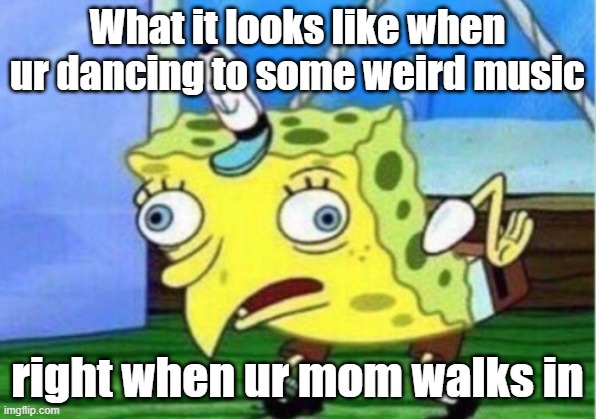 What it looks like when
ur dancing to some weird music
right when ur mom walks in
imgflip.com